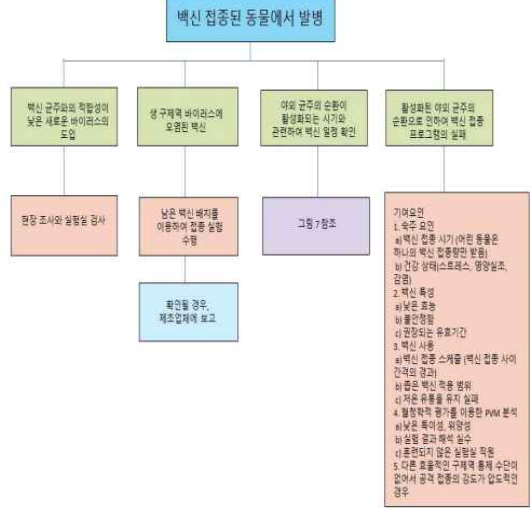 백신 접종된 동물에서 발병
백신 균주와의 적합성이
낮은 새로운 바이러스의
도입
생 구제역 바이러스에
오염된 백신
야외 균주의 순환이
활성화되는 시기와
관련하여 백신 일정 확인
활성화된 야외 균주의
순환으로 인하여 백신 접종
프로그램의 실패
현장 조사와 실험실 검사
남은 백신 배치를
이용하여 접종 실험
수행
그림 7참조
확인될 경우,
제조업체에 보고
기여요인
1. 숙주 요인
a)백신 접종 시기 (어린 동물은
하나의 백신 접종량만 받음)
b) 건강 상태(스트레스, 영양실조,
감염)
2. 백신 특성
a)낮은 효능
b) 불안정함
c) 권장되는 유효기간
3. 백신 사용
a)백신 접종 스케줄 (백신 접종 사이
간격의 경과)
b) 좁은 백신 적용 범위
c) 저온 유통을 유지 실패
4. 혈청학적 평가를 이용한 PVM 분석
a)낮은 특이성, 위양성
b) 실험 결과 해석 실수
c) 훈련되지 않은 실험실 직원
5. 다른 효율적인 구제역 통제 수단이
없어서 공격 접종의 강도가 압도적인
경우